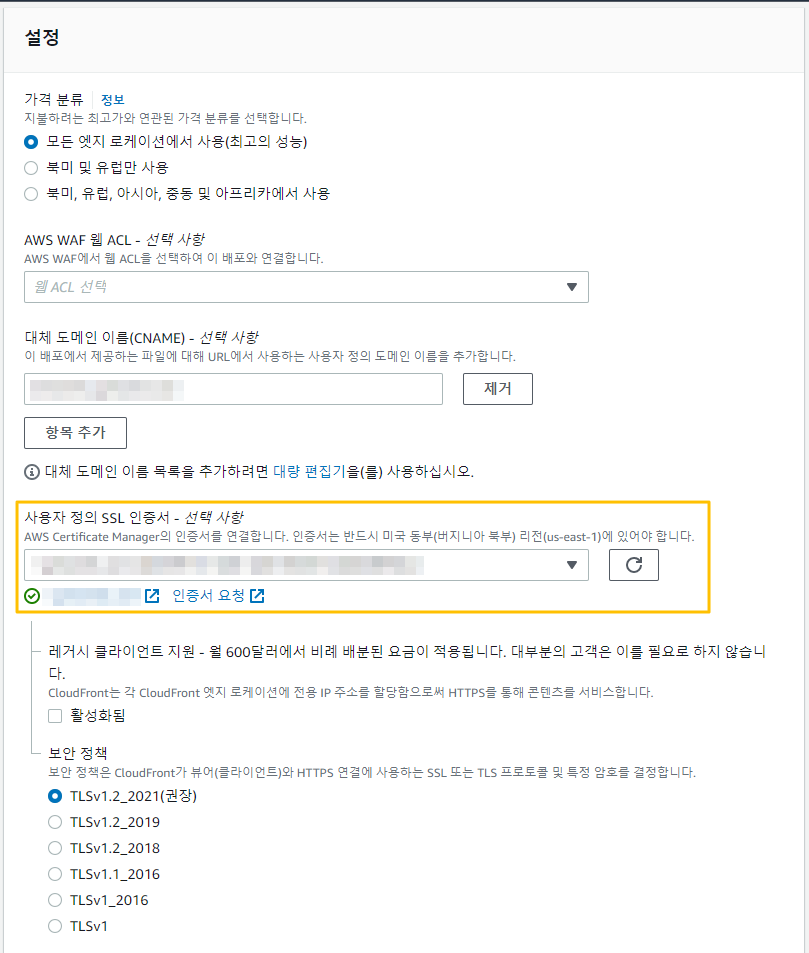 설정
가격 분류 정보
지불하려는 최고가와 연관된 가격 분류를 선택합니다.
모든 엣지 로케이션에서 사용(최고의 성능)
북미 및 유럽만 사용
북미, 유럽, 아시아, 중동 및 아프리카에서 사용
AWS WAF 웹 ACL - 선택 사항
AWS WAF에서 웹 ACL을 선택하여 이 배포와 연결합니다.
웹 ACL 선택
대체 도메인 이름(CNAME) - 선택 사항
이 배포에서 제공하는 파일에 대해 URL에서 사용하는 사용자 정의 도메인 이름을 추가합니다.
제거
항목 추가
대체 도메인 이름 목록을 추가하려면 대량 편집기을(를) 사용하십시오.
사용자 정의 SSL 인증서 - 선택 사항
AWS Certificate Manager의 인증서를 연결합니다. 인증서는 반드시 미국 동부(버지니아 북부) 리전(us-east-1)에 있어야 합니다.
인증서 요청
레거시 클라이언트 지원 - 월 600달러에서 비례 배분된 요금이 적용됩니다. 대부분의 고객은 이를 필요로 하지 않습니
다.
CloudFront는 각 CloudFront 엣지 로케이션에 전용 IP 주소를 할당함으로써 HTTPS를 통해 콘텐츠를 서비스합니다.
활성화됨
보안 정책
보안 정책은 CloudFront가 뷰어(클라이언트)와 HTTPS 연결에 사용하는 SSL 또는 TLS 프로토콜 및 특정 암호를 결정합니다.
TLSv1.2_2021(권장)
TLSv1.2_2019
TLSv1.2_2018
TLSv1.1_2016
TLSv1_2016
TLSv1